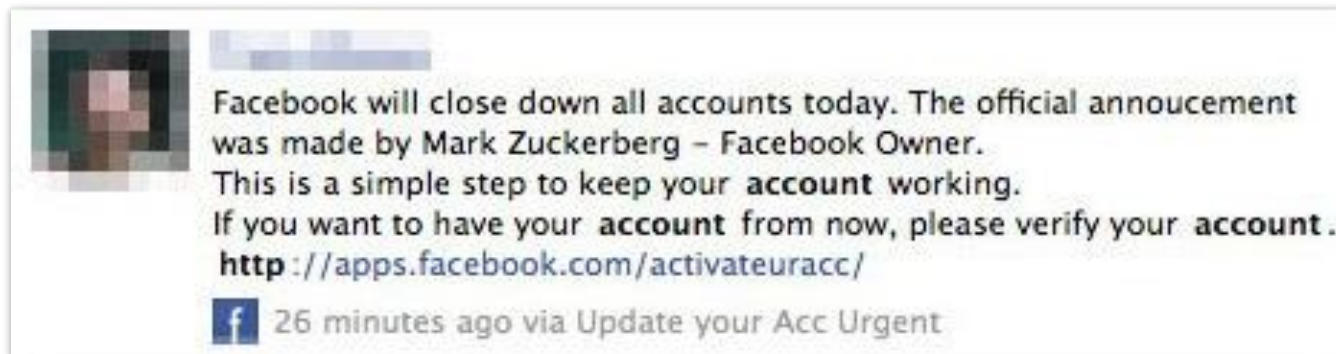 Facebook will close down all accounts today. The official annoucement
was made by Mark Zuckerberg – Facebook Owner.
This is a simple step to keep your account working.
If you want to have your account from now, please verify your account.
http://apps.facebook.com/activateuracc/
f 26 minutes ago via Update your Acc Urgent